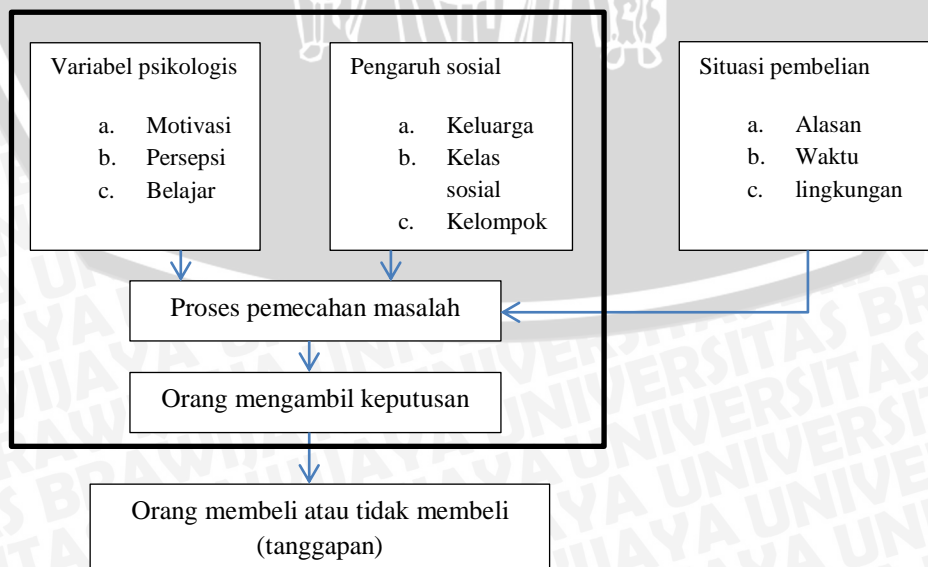 Variabel psikologis
a. Motivasi
b. Persepsi
c. Belajar
Pengaruh sosial
a. Keluarga
b. Kelas
sosial
c. Kelompok
Situasi pembelian
a. Alasan
b. Waktu
c. lingkungan
Proses pemecahan masalah
Orang mengambil keputusan
Orang membeli atau tidak membeli
(tanggapan)